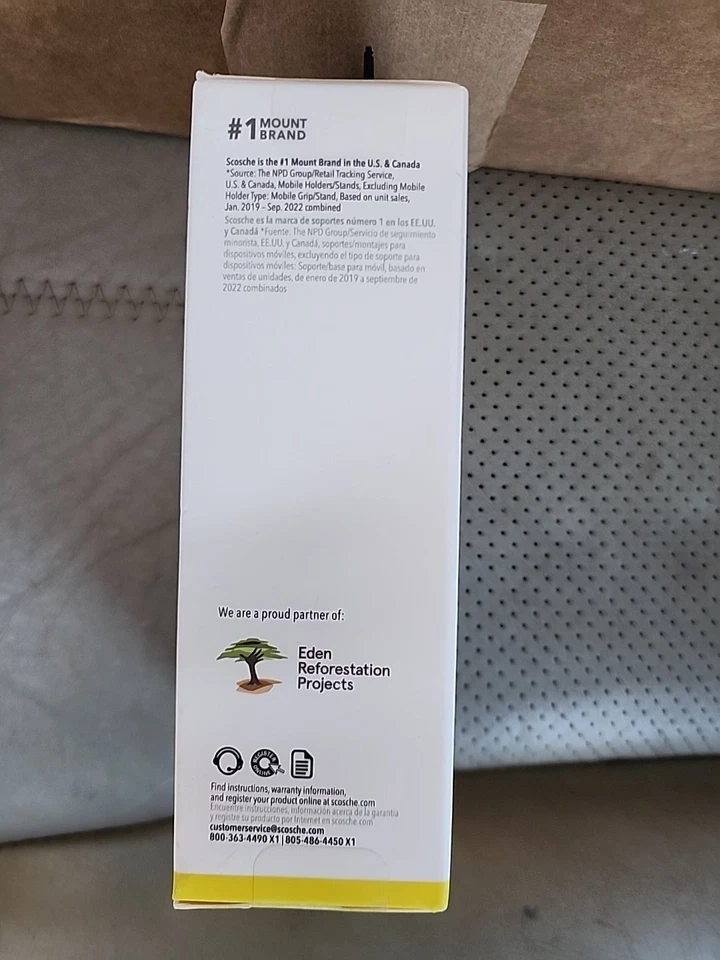 #1 MOUNT
BRAND
Scosche is the #1 Mount Brand in the U.S. & Canada
*Source: The NPD Group/Retail Tracking Service,
U.S. & Canada, Mobile Holders/Stands, Excluding Mobile
Holder Type: Mobile Grip/Stand, Based on unit sales,
Jan. 2019 - Sep. 2022 combined
Scosche es la marca de soportes número 1 en los EE.UU.
y Canadá *Fuente: The NPD Group/Servicio de seguimiento
minorista, EE.UU. y Canadá, soportes/montajes para
dispositivos móviles, excluyendo el tipo de soporte para
dispositivos móviles: Soporte/base para móvil, basado en
ventas de unidades, de enero de 2019 a septiembre de
2022 combinados
We are a proud partner of:
Eden
Reforestation
Projects
REGISTER
ONLINE
Find instructions, warranty information,
and register your product online at scosche.com
Encuentre instrucciones, información acerca de la garantía
y registre su producto por Internet en scosche.com
customerservice@scosche.com
800-363-4490 X1 | 805-486-4450 X1